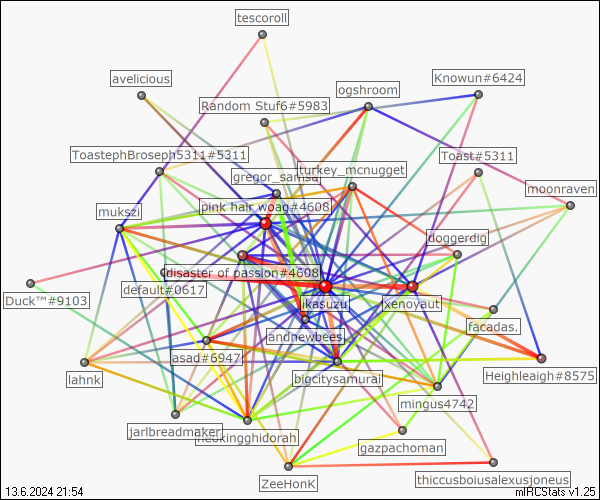 tescoroll
avelicious
Knowun#6424
ogshroom
Random Stuf6#5983
ToastephBroseph5311#5311
Toast#5311
turkey_mcnugget
gregor_samsa
moonraven
pink hair woag#4608
mukszi
doggerdig
disaster of passion#4608
default#0617
Duck™#9103
ikasuzu
xenoyaut
facadas.
andnewbees
asad#6947
lahnk
bigcitysamurai
Heighleigh#8575
mingus4742
jarlbreadmaker
neokingghidorah
gazpachoman
ZeeHonK
thiccusboiusalexusjoneus
13.6.2024 21:54
mIRCStats v1.25